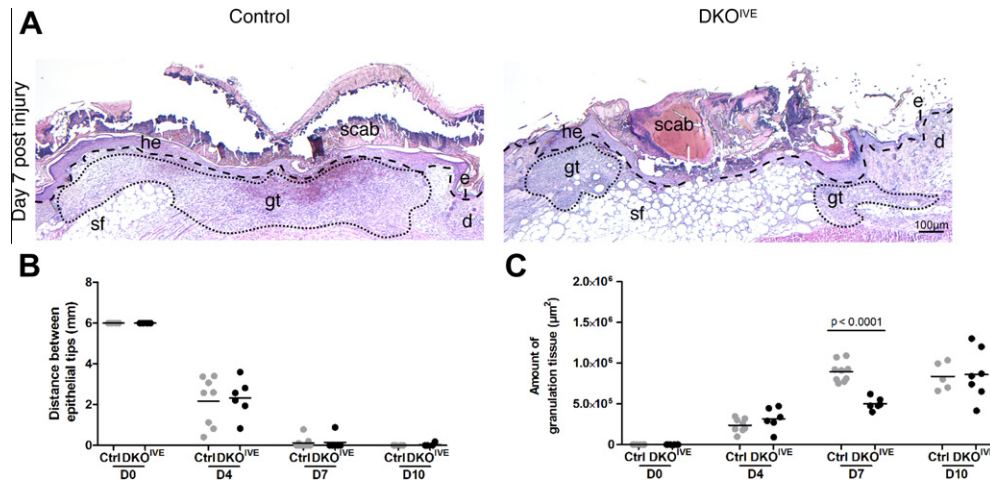 A
Control
DKO^IVE
Day 7 post injury
he
scab
gt
sf
e
d
he
scab
gt
sf
gt
e
d
100µm
B
Distance between
epithelial tips (mm)
8
6
4
2
0
Ctrl DKO^IVE Ctrl DKO^IVE Ctrl DKO^IVE Ctrl DKO^IVE
D0 D4 D7 D10
C
Amount of
granulation tissue (µm²)
2.0×10⁶
1.5×10⁶
1.0×10⁶
5.0×10⁵
0
p < 0.0001
Ctrl DKO^IVE Ctrl DKO^IVE Ctrl DKO^IVE Ctrl DKO^IVE
D0 D4 D7 D10